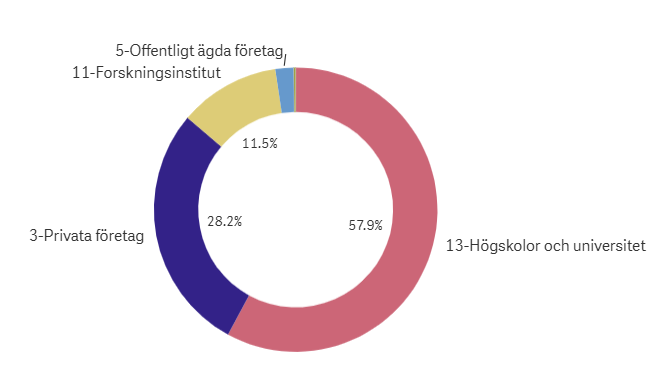 5-Offentligt ägda företag
11-Forskningsinstitut
11.5%
28.2%
57.9%
3-Privata företag
13-Högskolor och universitet